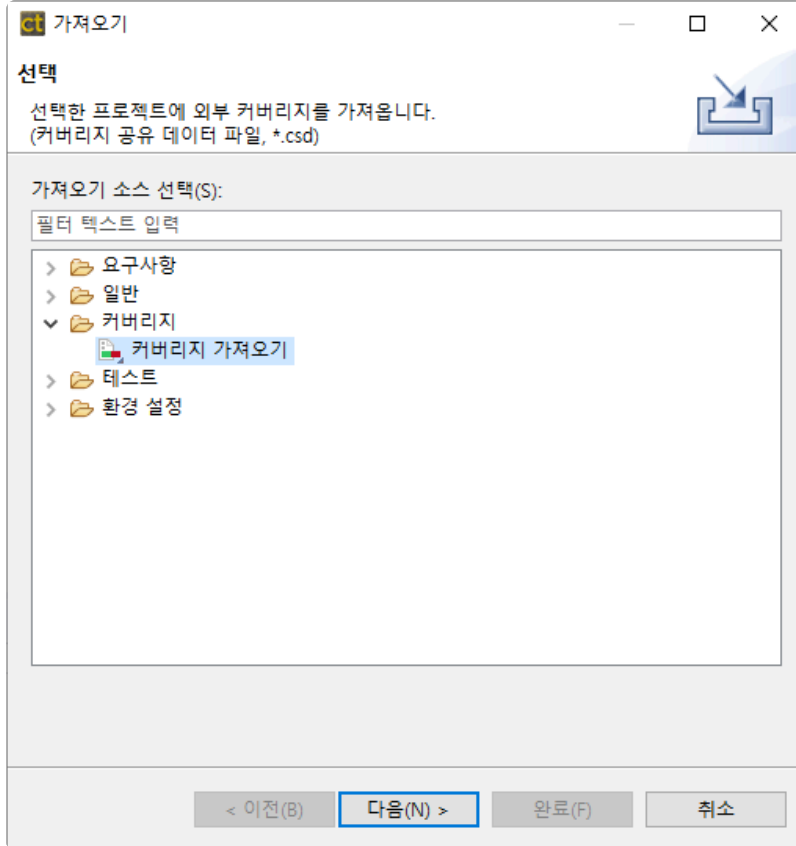 ct 가져오기
선택
선택한 프로젝트에 외부 커버리지를 가져옵니다.
(커버리지 공유 데이터 파일, *.csd)
가져오기 소스 선택(S):
필터 텍스트 입력
요구사항
일반
커버리지
커버리지 가져오기
테스트
환경 설정
< 이전(B) 다음(N) > 완료(F) 취소